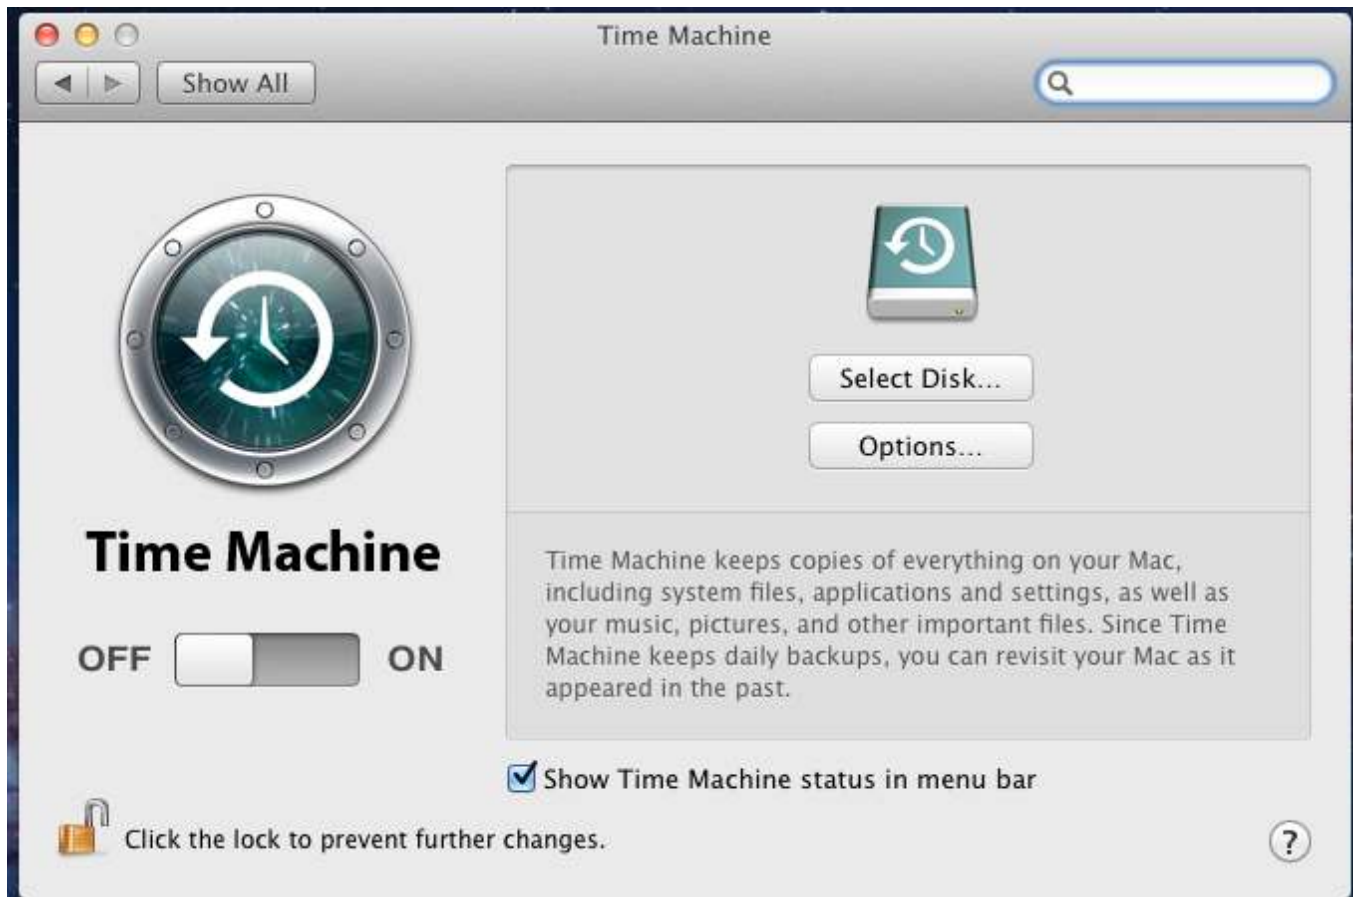 Time Machine
Show All
Select Disk...
Options...
Time Machine
Time Machine keeps copies of everything on your Mac,
including system files, applications and settings, as well as
your music, pictures, and other important files. Since Time
Machine keeps daily backups, you can revisit your Mac as it
appeared in the past.
OFF ON
Show Time Machine status in menu bar
Click the lock to prevent further changes.
?